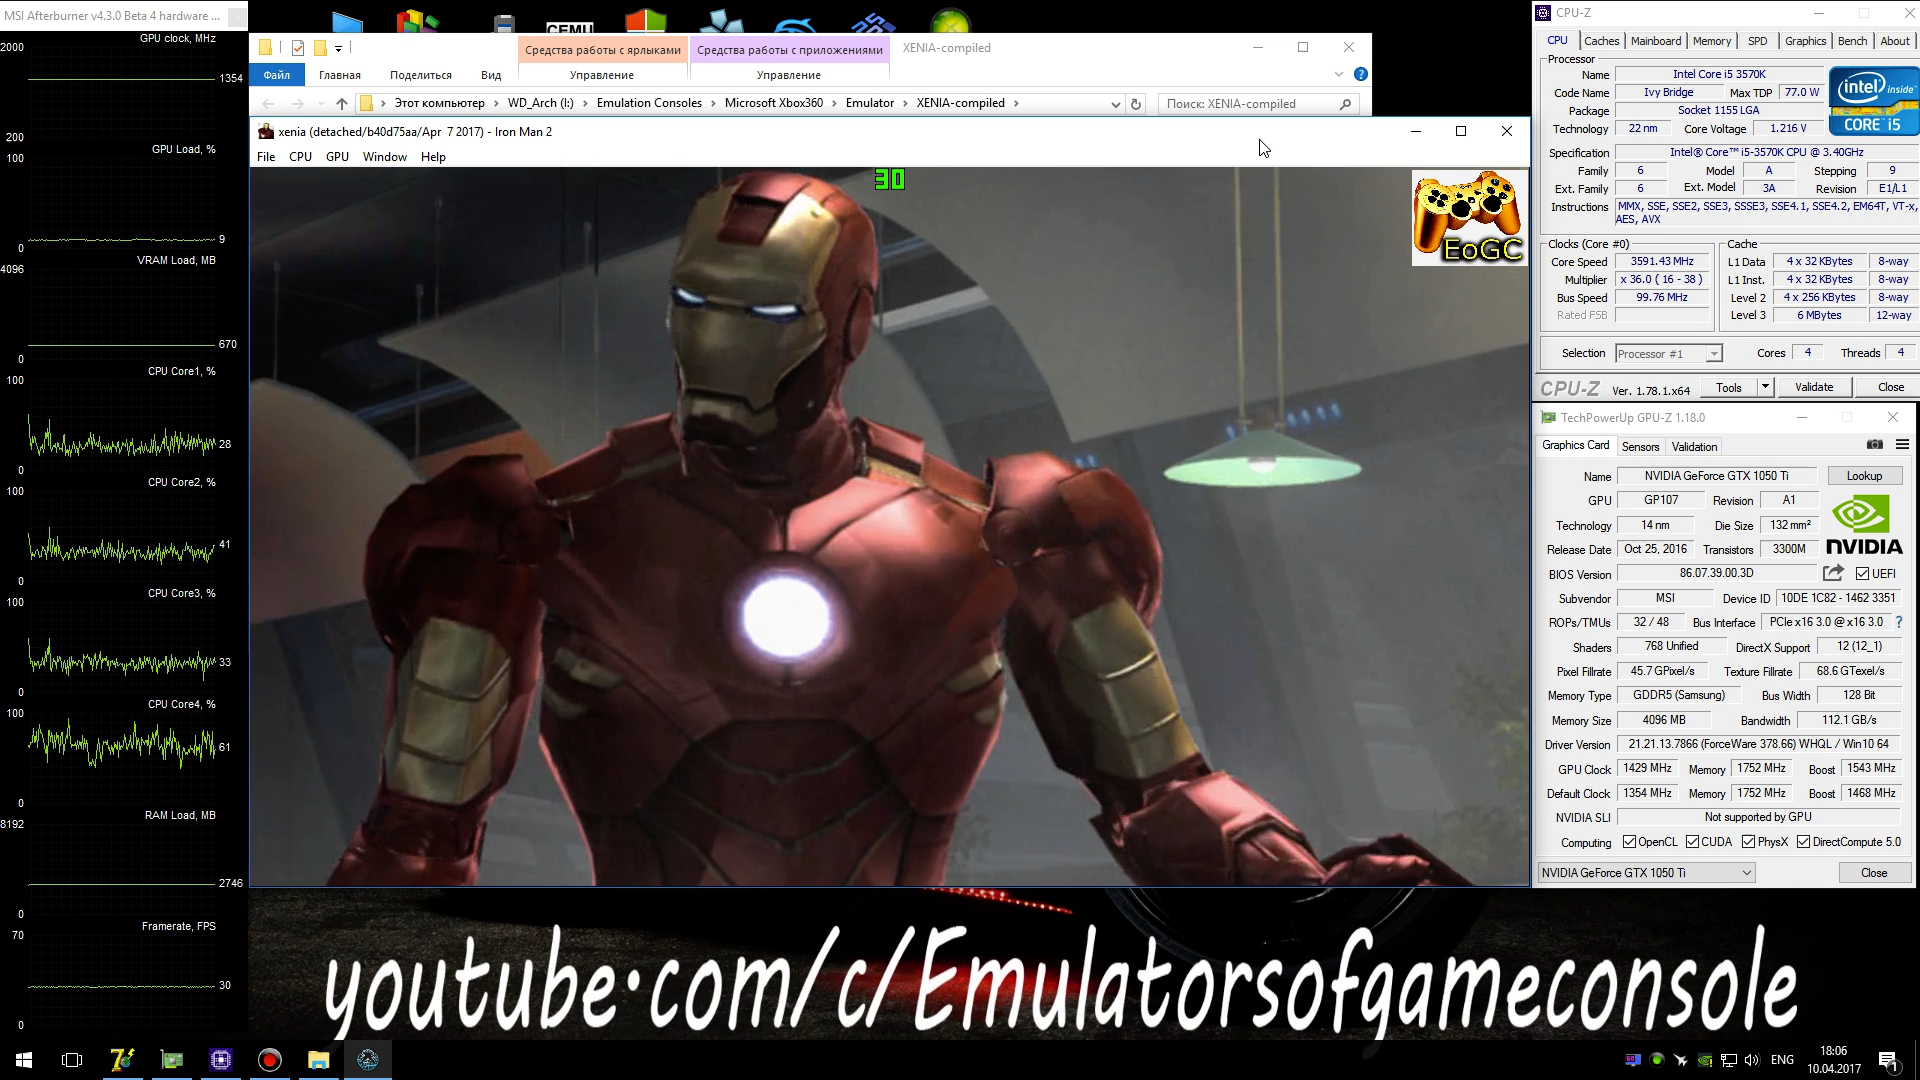 MSI Afterburner v4.3.0 Beta 4 hardware ...
GPU clock, MHz
2000
1354
200
GPU Load, %
100
9
0
VRAM Load, MB
4096
670
0
CPU Core1, %
100
28
0
CPU Core2, %
100
41
0
CPU Core3, %
100
33
0
CPU Core4, %
100
61
0
RAM Load, MB
8192
2746
0
Framerate, FPS
70
30
0
CEMU
Средства работы с ярлыками Средства работы с приложениями XENIA-compiled
Файл Главная Поделиться Вид Управление Управление
Этот компьютер > WD_Arch (I:) > Emulation Consoles > Microsoft Xbox360 > Emulator > XENIA-compiled >
Поиск: XENIA-compiled
xenia (detached/b40d75aa/Apr 7 2017) - Iron Man 2
File CPU GPU Window Help
30
EoGC
CPU-Z
CPU Caches Mainboard Memory SPD Graphics Bench About
Processor
Name Intel Core i5 3570K
Code Name Ivy Bridge Max TDP 77.0 W
Package Socket 1155 LGA
Technology 22 nm Core Voltage 1.216 V
intel inside™
CORE i5
Specification Intel® Core™ i5-3570K CPU @ 3.40GHz
Family 6 Model A Stepping 9
Ext. Family 6 Ext. Model 3A Revision E1/L1
Instructions MMX, SSE, SSE2, SSE3, SSSE3, SSE4.1, SSE4.2, EM64T, VT-x,
AES, AVX
Clocks (Core #0)
Core Speed 3591.43 MHz
Multiplier x 36.0 ( 16 - 38 )
Bus Speed 99.76 MHz
Rated FSB
Cache
L1 Data 4 x 32 KBytes 8-way
L1 Inst. 4 x 32 KBytes 8-way
Level 2 4 x 256 KBytes 8-way
Level 3 6 MBytes 12-way
Selection Processor #1 Cores 4 Threads 4
CPU-Z Ver. 1.78.1.x64 Tools Validate Close
TechPowerUp GPU-Z 1.18.0
Graphics Card Sensors Validation
Name NVIDIA GeForce GTX 1050 Ti Lookup
GPU GP107 Revision A1
Technology 14 nm Die Size 132 mm²
Release Date Oct 25, 2016 Transistors 3300M
NVIDIA
BIOS Version 86.07.39.00.3D UEFI
Subvendor MSI Device ID 10DE 1C82 - 1462 3351
ROPs/TMUs 32 / 48 Bus Interface PCIe x16 3.0 @ x16 3.0 ?
Shaders 768 Unified DirectX Support 12 (12_1)
Pixel Fillrate 45.7 GPixel/s Texture Fillrate 68.6 GTexel/s
Memory Type GDDR5 (Samsung) Bus Width 128 Bit
Memory Size 4096 MB Bandwidth 112.1 GB/s
Driver Version 21.21.13.7866 (ForceWare 378.66) WHQL / Win10 64
GPU Clock 1429 MHz Memory 1752 MHz Boost 1543 MHz
Default Clock 1354 MHz Memory 1752 MHz Boost 1468 MHz
NVIDIA SLI Not supported by GPU
Computing OpenCL CUDA PhysX DirectCompute 5.0
NVIDIA GeForce GTX 1050 Ti Close
youtube.com/c/Emulatorsofgameconsole
ENG
18:06
10.04.2017
1